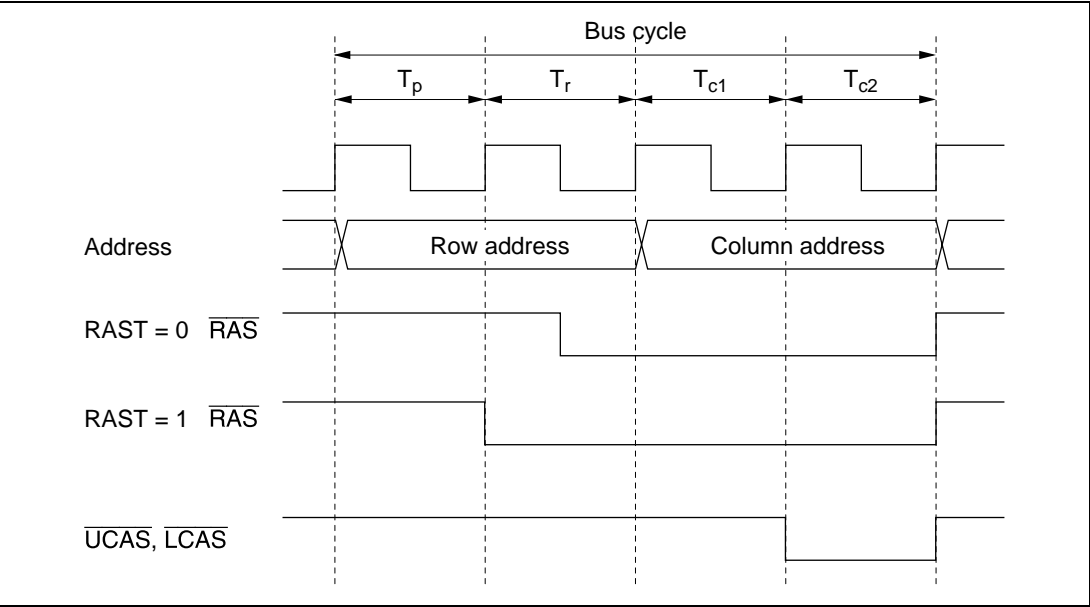 Bus cycle
Tp Tr Tc1 Tc2
Address Row address Column address
RAST = 0 RAS
RAST = 1 RAS
UCAS, LCAS